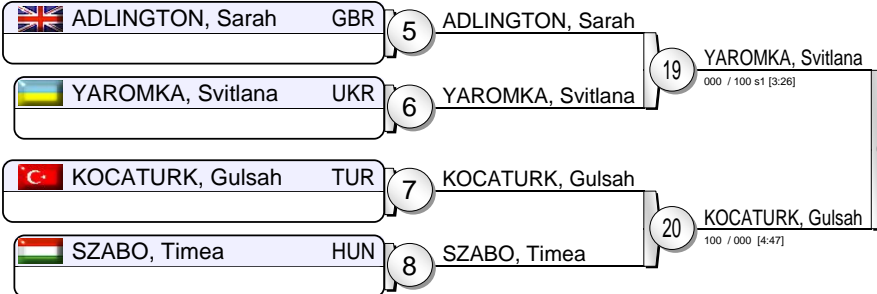 ADLINGTON, Sarah GBR
5
ADLINGTON, Sarah
YAROMKA, Svitlana UKR
6
YAROMKA, Svitlana
19
YAROMKA, Svitlana
000 / 100 s1 [3:26]
KOCATURK, Gulsah TUR
7
KOCATURK, Gulsah
SZABO, Timea HUN
8
SZABO, Timea
20
KOCATURK, Gulsah
100 / 000 [4:47]